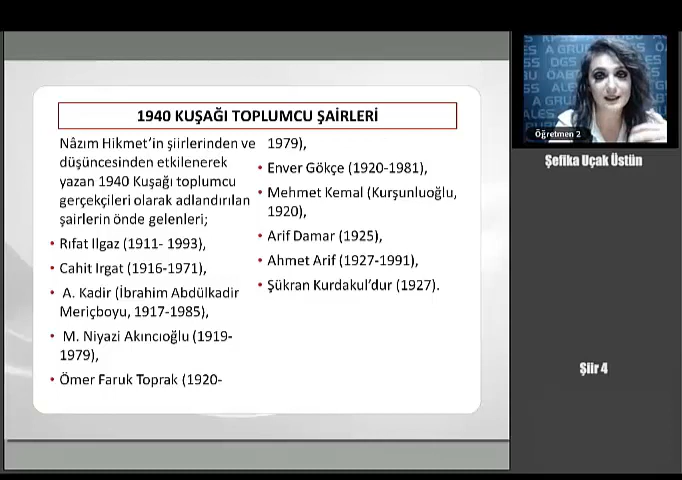 1940 KUŞAĞI TOPLUMCU ŞAİRLERİ
Nâzım Hikmet'in şiirlerinden ve
düşüncesinden etkilenerek
yazan 1940 Kuşağı toplumcu
gerçekçileri olarak adlandırılan
şairlerin önde gelenleri;
• Rıfat Ilgaz (1911- 1993),
• Cahit Irgat (1916-1971),
• A. Kadir (İbrahim Abdülkadir
Meriçboyu, 1917-1985),
• M. Niyazi Akıncıoğlu (1919-
1979),
• Ömer Faruk Toprak (1920-
1979),
• Enver Gökçe (1920-1981),
• Mehmet Kemal (Kurşunluoğlu,
1920),
• Arif Damar (1925),
• Ahmet Arif (1927-1991),
• Şükran Kurdakul'dur (1927).
Öğretmen 2
Şefika Uçak Üstün
Şiir 4